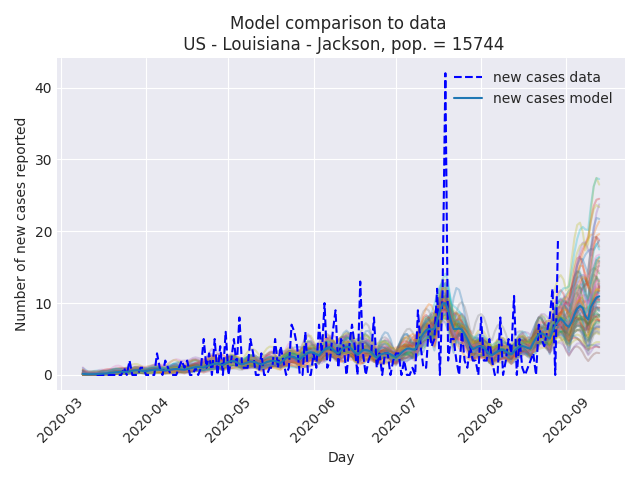 Model comparison to data
US - Louisiana - Jackson, pop. = 15744
new cases data
new cases model
Number of new cases reported
40
30
20
10
0
2020-03
2020-04
2020-05
2020-06
2020-07
2020-08
2020-09
Day